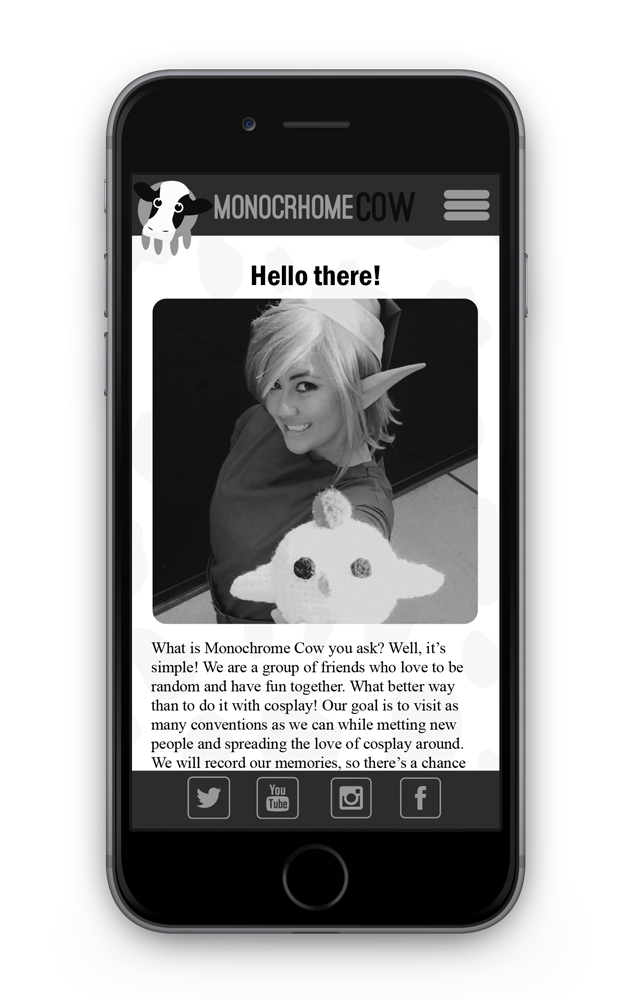 MONOCRHOMECOW
Hello there!
What is Monochrome Cow you ask? Well, it’s
simple! We are a group of friends who love to be
random and have fun together. What better way
than to do it with cosplay! Our goal is to visit as
many conventions as we can while metting new
people and spreading the love of cosplay around.
We will record our memories, so there’s a chance
You
Tube